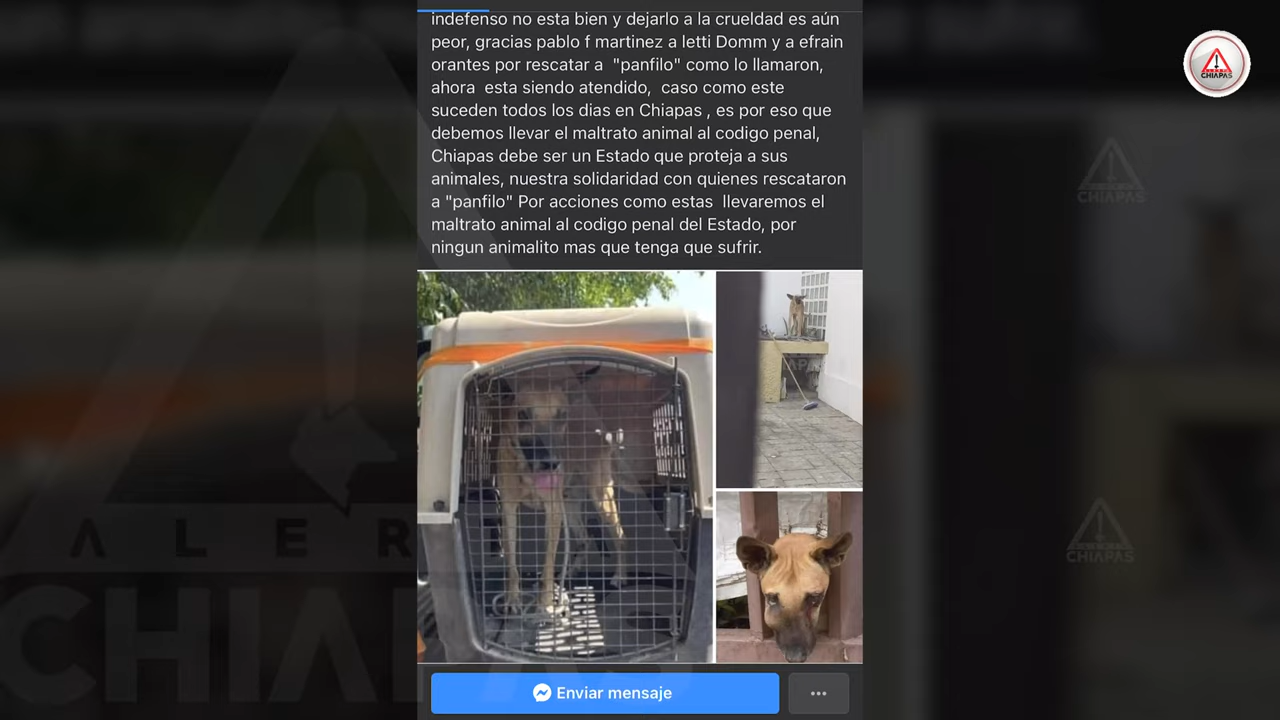 indefenso no esta bien y dejarlo a la crueldad es aún
peor, gracias pablo f martinez a letti Domm y a efrain
orantes por rescatar a  "panfilo" como lo llamaron,
ahora  esta siendo atendido,  caso como este
suceden todos los dias en Chiapas , es por eso que
debemos llevar el maltrato animal al codigo penal,
Chiapas debe ser un Estado que proteja a sus
animales, nuestra solidaridad con quienes rescataron
a "panfilo" Por acciones como estas  llevaremos el
maltrato animal al codigo penal del Estado, por
ningun animalito mas que tenga que sufrir.
Enviar mensaje
CHIAPAS
CHIAPAS
CHIAPAS
ALER
CHIAPAS